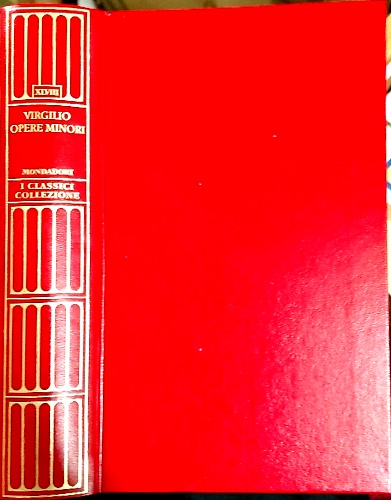 XLVIII
VIRGILIO
OPERE MINORI
MONDADORI
I CLASSICI
COLLEZIONE